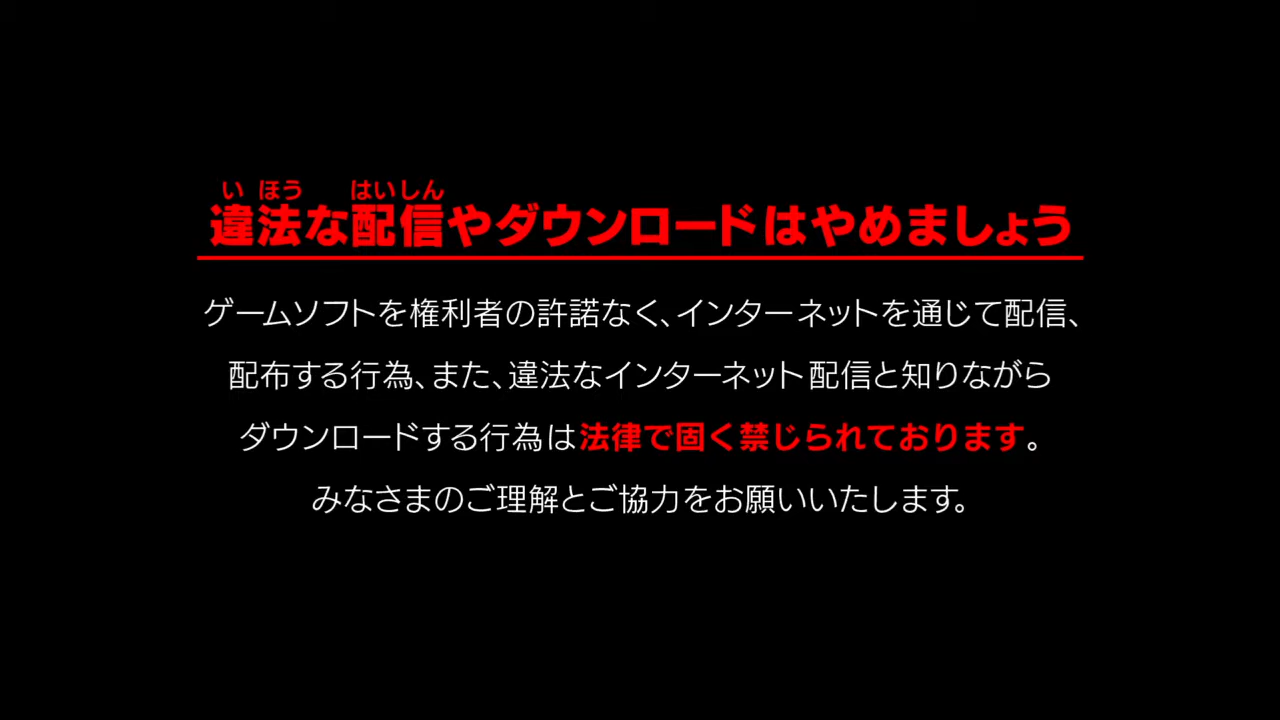 い ほう はいしん
違法な配信やダウンロードはやめましょう
ゲームソフトを権利者の許諾なく、インターネットを通じて配信、
配布する行為、また、違法なインターネット配信と知りながら
ダウンロードする行為は法律で固く禁じられております。
みなさまのご理解とご協力をお願いいたします。